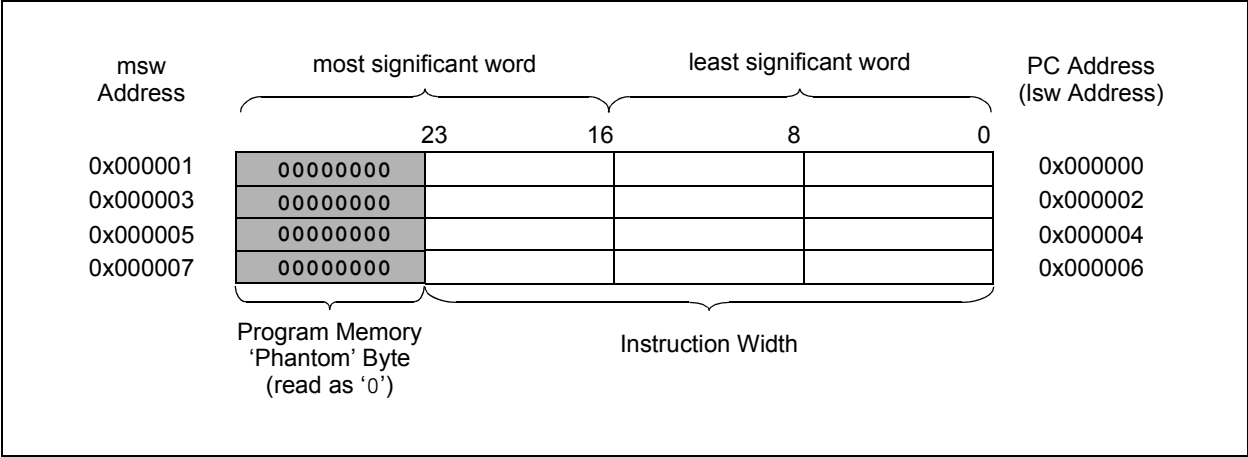 msw
Address
most significant word
least significant word
PC Address
(lsw Address)
23
16
8
0
0x000001
00000000
0x000000
0x000003
00000000
0x000002
0x000005
00000000
0x000004
0x000007
00000000
0x000006
Program Memory
‘Phantom’ Byte
(read as ‘0’)
Instruction Width